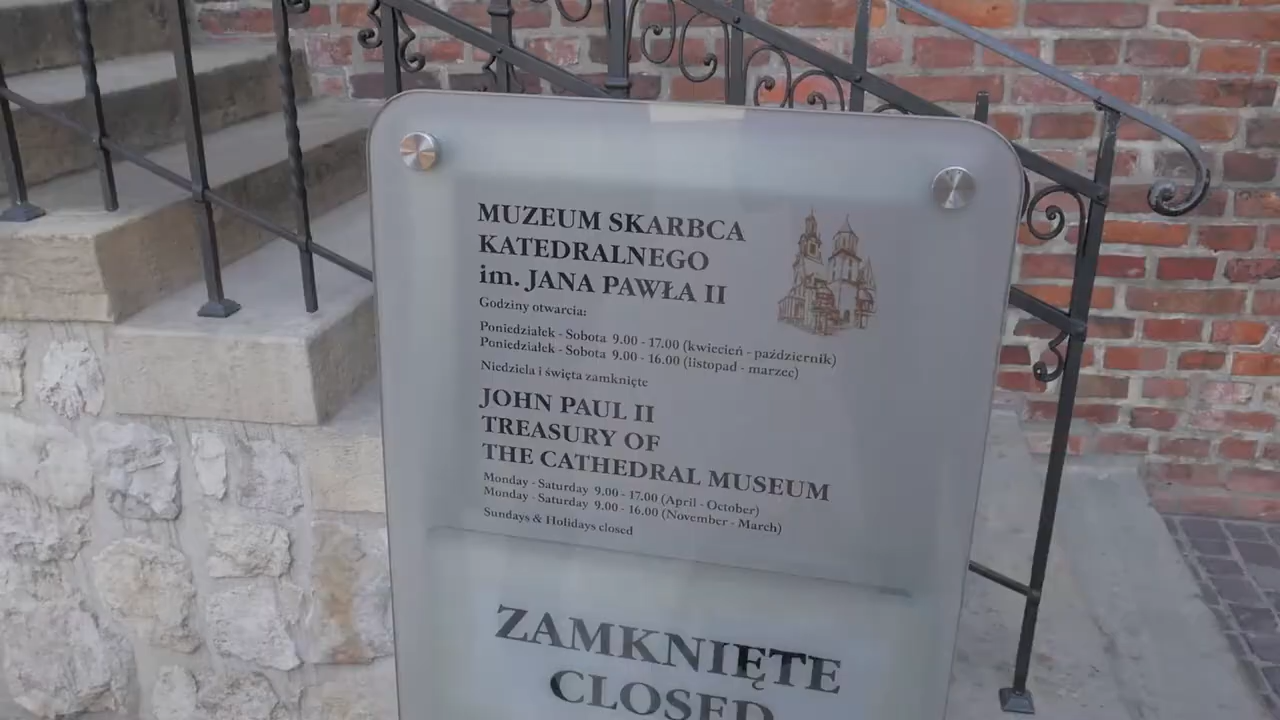 MUZEUM SKARBCA
KATEDRALNEGO
im. JANA PAWŁA II
Godziny otwarcia:
Poniedziałek - Sobota 9.00 - 17.00 (kwiecień - październik)
Poniedziałek - Sobota 9.00 - 16.00 (listopad - marzec)
Niedziela i święta zamknięte
JOHN PAUL II
TREASURY OF
THE CATHEDRAL MUSEUM
Monday - Saturday 9.00 - 17.00 (April - October)
Monday - Saturday 9.00 - 16.00 (November - March)
Sundays & Holidays closed
ZAMKNIĘTE
CLOSED